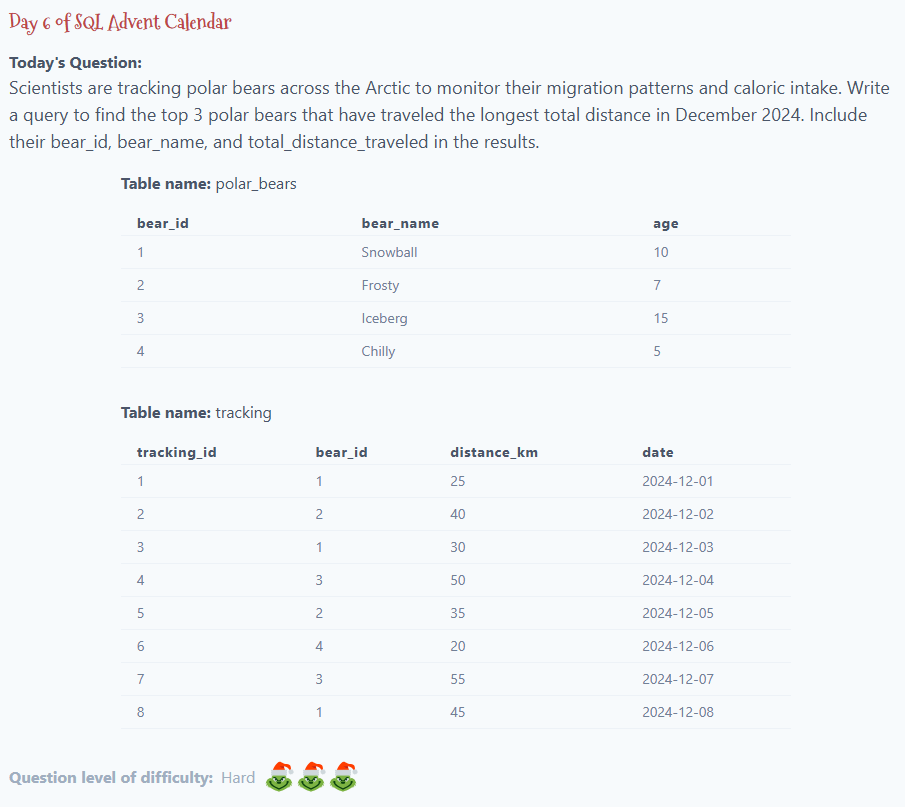 Day 6 of SQL Advent Calendar
Today's Question:
Scientists are tracking polar bears across the Arctic to monitor their migration patterns and caloric intake. Write
a query to find the top 3 polar bears that have traveled the longest total distance in December 2024. Include
their bear_id, bear_name, and total_distance_traveled in the results.
Table name: polar_bears
bear_id bear_name age
1 Snowball 10
2 Frosty 7
3 Iceberg 15
4 Chilly 5
Table name: tracking
tracking_id bear_id distance_km date
1 1 25 2024-12-01
2 2 40 2024-12-02
3 1 30 2024-12-03
4 3 50 2024-12-04
5 2 35 2024-12-05
6 4 20 2024-12-06
7 3 55 2024-12-07
8 1 45 2024-12-08
Question level of difficulty: Hard